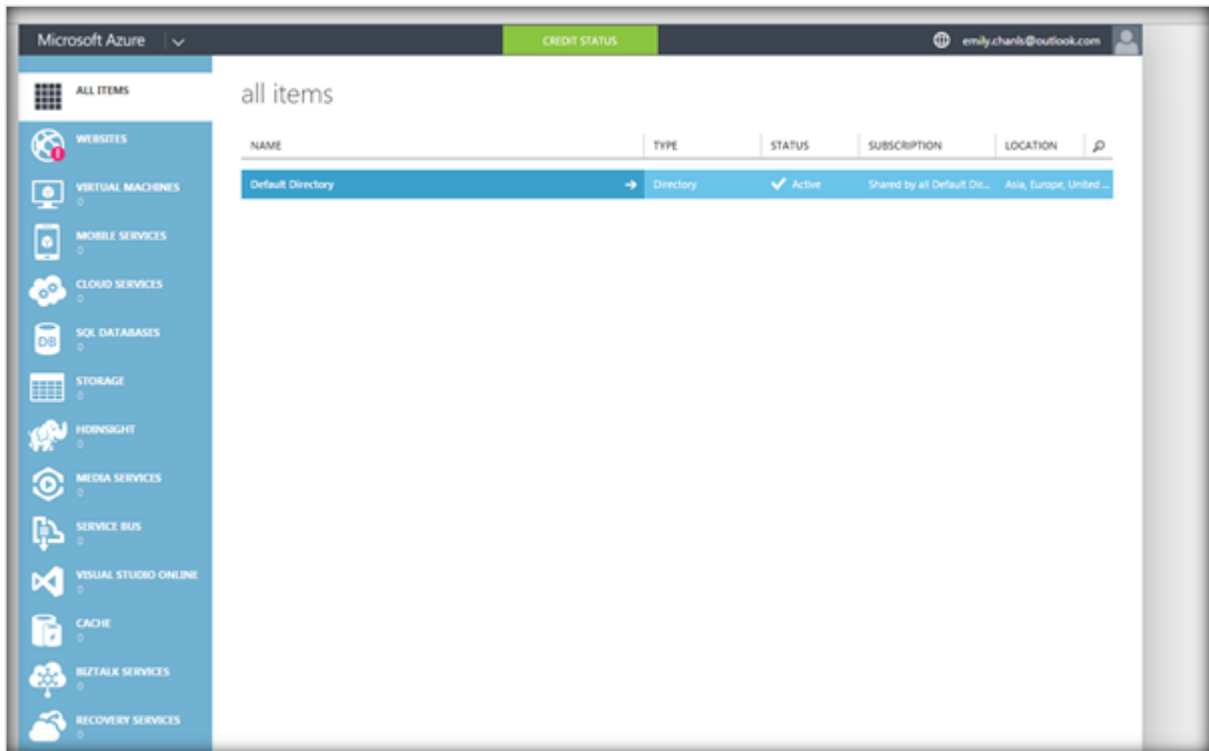 Microsoft Azure
CREDIT STATUS
emily.chanls@outlook.com
ALL ITEMS
all items
WEBSITES
NAME TYPE STATUS SUBSCRIPTION LOCATION
Default Directory Directory Active Shared by all Default Dir... Asia, Europe, United ...
VIRTUAL MACHINES
0
MOBILE SERVICES
0
CLOUD SERVICES
0
SQL DATABASES
DB
0
STORAGE
0
HDINSIGHT
0
MEDIA SERVICES
0
SERVICE BUS
0
VISUAL STUDIO ONLINE
0
CACHE
0
BIZTALK SERVICES
0
RECOVERY SERVICES
0